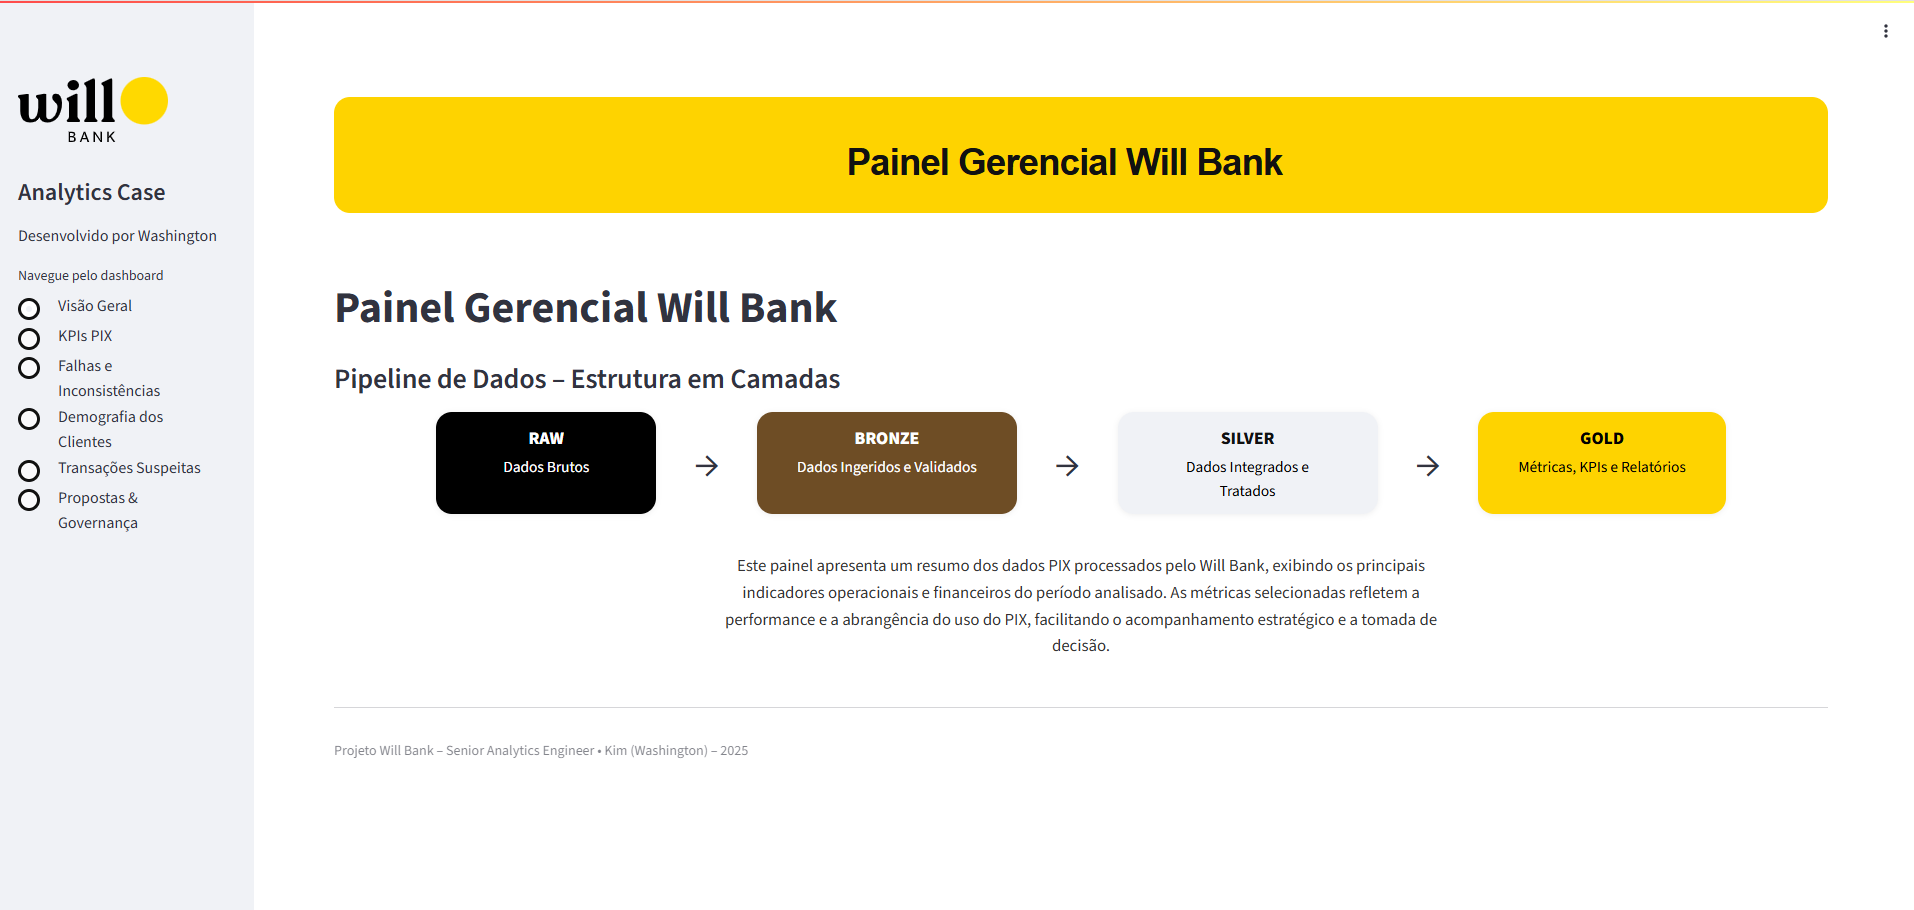 will
BANK
Analytics Case
Desenvolvido por Washington
Navegue pelo dashboard
Visão Geral
KPIs PIX
Falhas e
Inconsistências
Demografia dos
Clientes
Transações Suspeitas
Propostas &
Governança
Painel Gerencial Will Bank
Painel Gerencial Will Bank
Pipeline de Dados – Estrutura em Camadas
RAW
Dados Brutos
→
BRONZE
Dados Ingeridos e Validados
→
SILVER
Dados Integrados e
Tratados
→
GOLD
Métricas, KPIs e Relatórios
Este painel apresenta um resumo dos dados PIX processados pelo Will Bank, exibindo os principais
indicadores operacionais e financeiros do período analisado. As métricas selecionadas refletem a
performance e a abrangência do uso do PIX, facilitando o acompanhamento estratégico e a tomada de
decisão.
Projeto Will Bank – Senior Analytics Engineer • Kim (Washington) – 2025